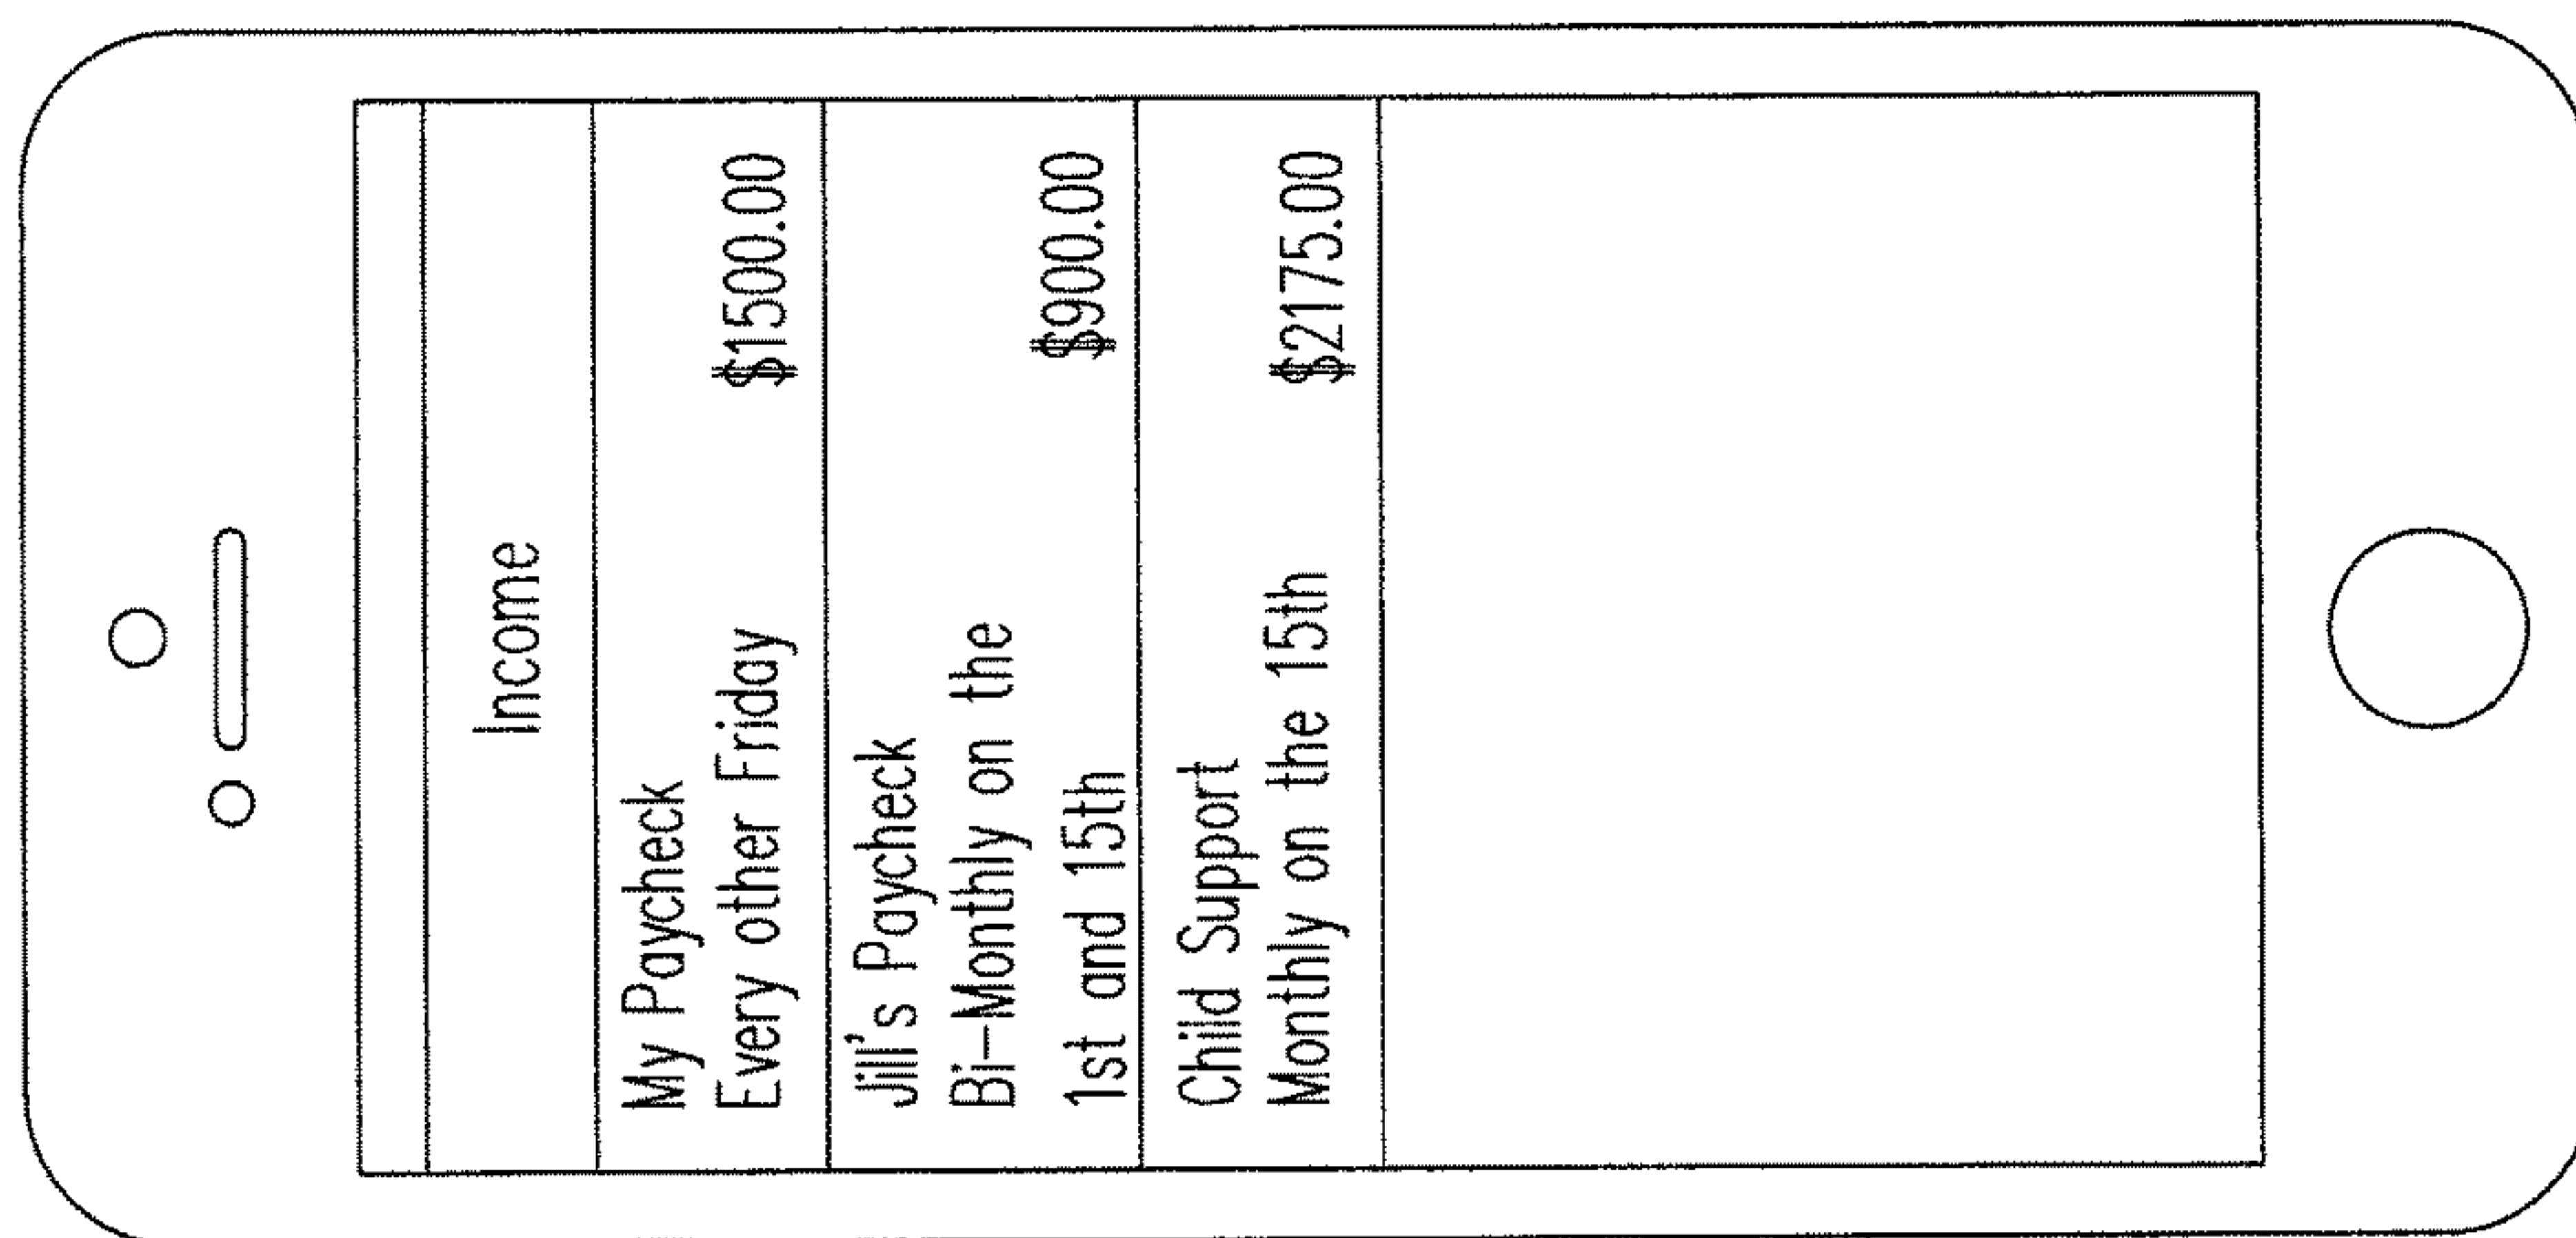 Income
My Paycheck
Every other Friday $1500.00
Jill's Paycheck
Bi-Monthly on the
1st and 15th $900.00
Child Support
Monthly on the 15th $2175.00